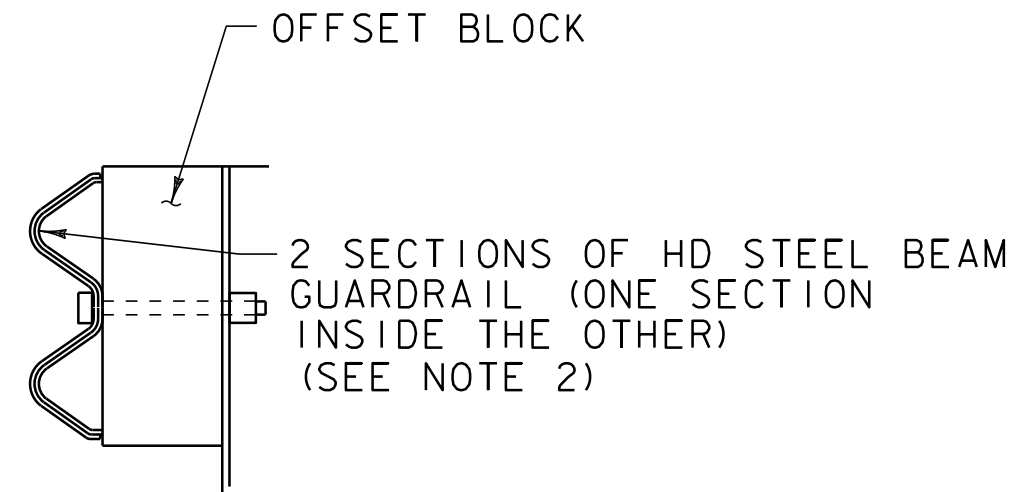 OFFSET BLOCK
2 SECTIONS OF HD STEEL BEAM
GUARDRAIL (ONE SECTION
INSIDE THE OTHER)
(SEE NOTE 2)